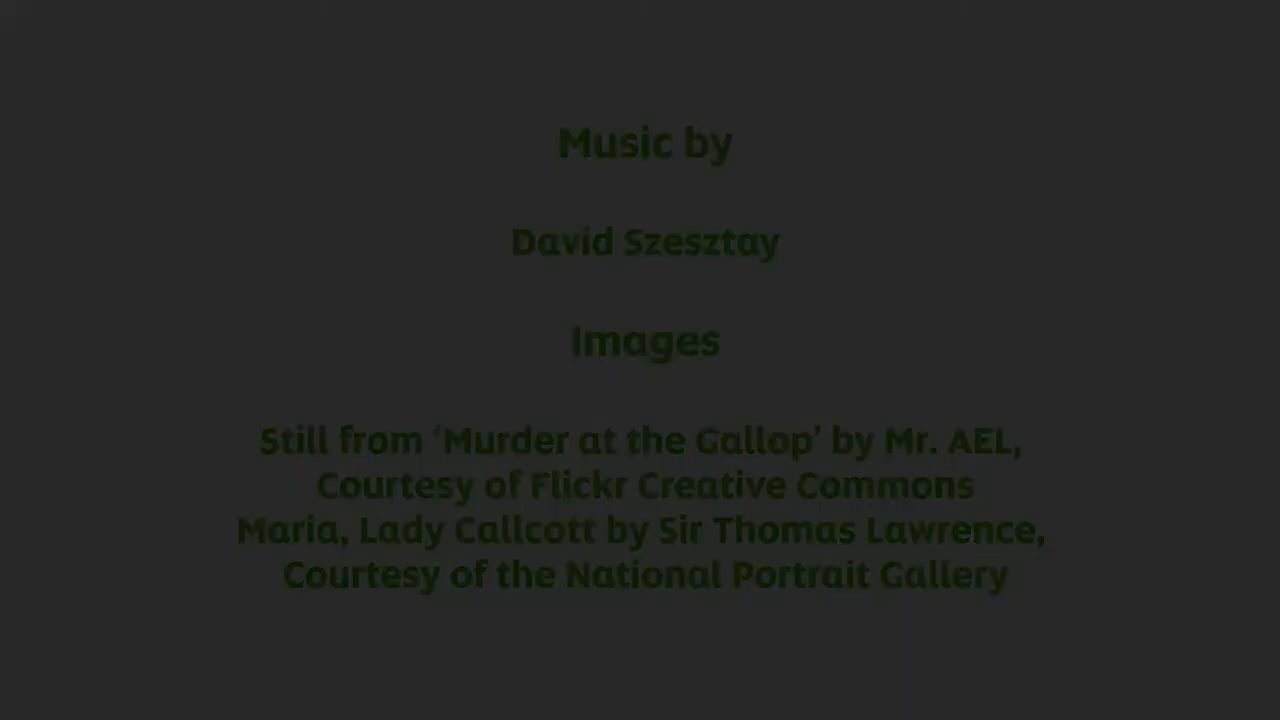 Music by
David Szesztay
Images
Still from ‘Murder at the Gallop’ by Mr. AEL,
Courtesy of Flickr Creative Commons
Maria, Lady Callcott by Sir Thomas Lawrence,
Courtesy of the National Portrait Gallery